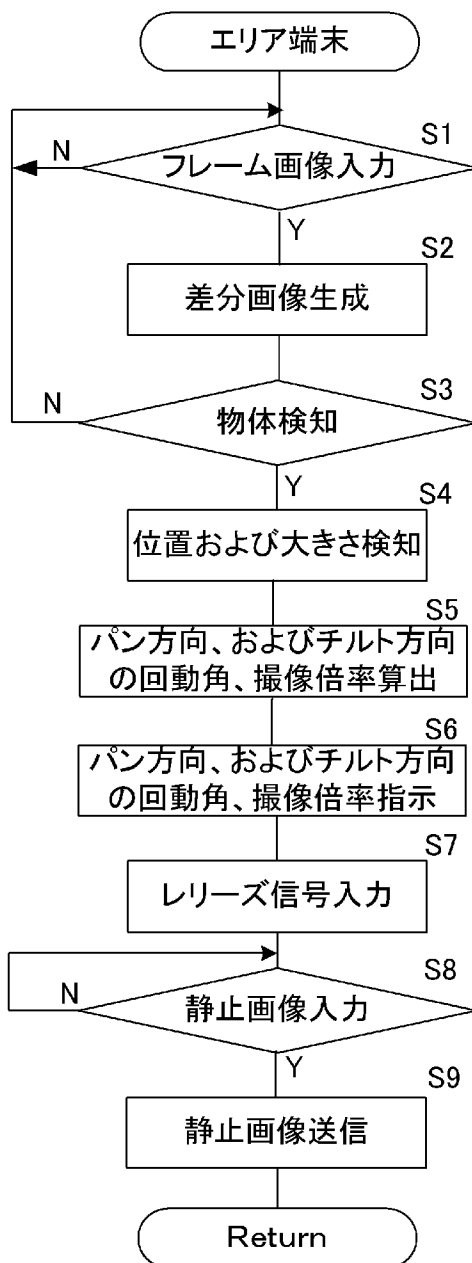 エリア端末
S1
N
フレーム画像入力
Y
S2
差分画像生成
S3
N
物体検知
Y
S4
位置および大きさ検知
S5
パン方向、およびチルト方向
の回動角、撮像倍率算出
S6
パン方向、およびチルト方向
の回動角、撮像倍率指示
S7
レリーズ信号入力
S8
N
静止画像入力
Y
S9
静止画像送信
Return